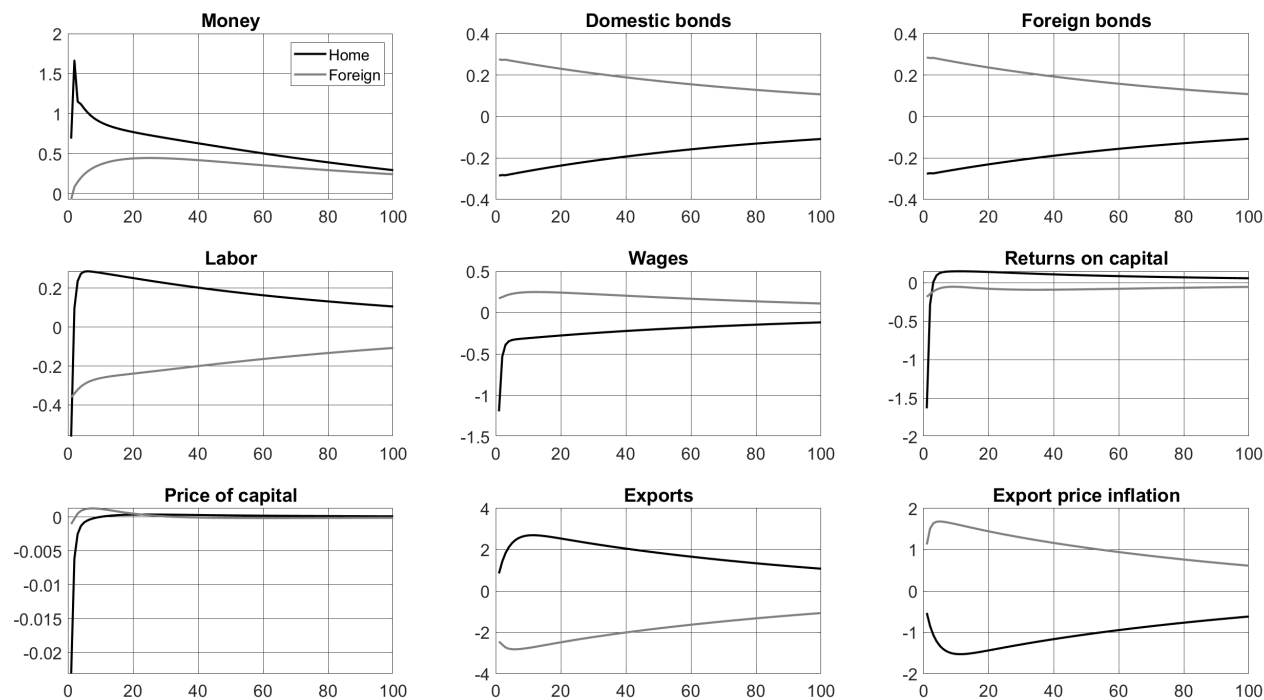 Money
2
1.5
1
0.5
0
0 20 40 60 80 100
Home
Foreign
Domestic bonds
0.4
0.2
0
-0.2
-0.4
0 20 40 60 80 100
Foreign bonds
0.4
0.2
0
-0.2
-0.4
0 20 40 60 80 100
Labor
0.2
0
-0.2
-0.4
0 20 40 60 80 100
Wages
0.5
0
-0.5
-1
-1.5
0 20 40 60 80 100
Returns on capital
0
-0.5
-1
-1.5
-2
0 20 40 60 80 100
Price of capital
0
-0.005
-0.01
-0.015
-0.02
0 20 40 60 80 100
Exports
4
2
0
-2
-4
0 20 40 60 80 100
Export price inflation
2
1
0
-1
-2
0 20 40 60 80 100